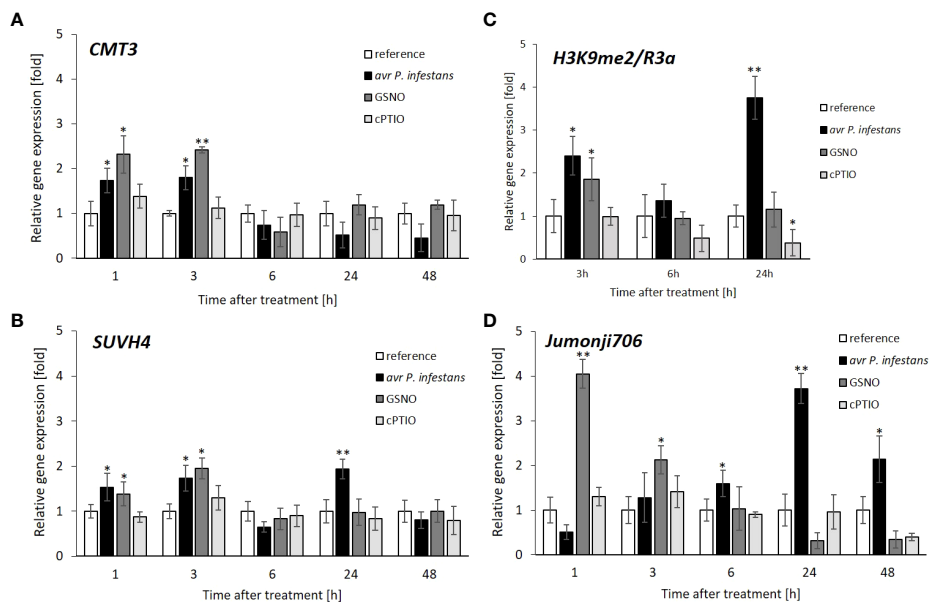 A
CMT3
reference
avr P. infestans
GSNO
cPTIO
Relative gene expression [fold]
5
4
3
2
1
0
* * * **
1 3 6 24 48
Time after treatment [h]
B
SUVH4
reference
avr P. infestans
GSNO
cPTIO
Relative gene expression [fold]
5
4
3
2
1
0
* * * * **
1 3 6 24 48
Time after treatment [h]
C
H3K9me2/R3a
reference
avr P. infestans
GSNO
cPTIO
Relative gene expression [fold]
5
4
3
2
1
0
* * ** *
3h 6h 24h
Time after treatment [h]
D
Jumonji706
reference
avr P. infestans
GSNO
cPTIO
Relative gene expression [fold]
5
4
3
2
1
0
** * * ** *
1 3 6 24 48
Time after treatment [h]